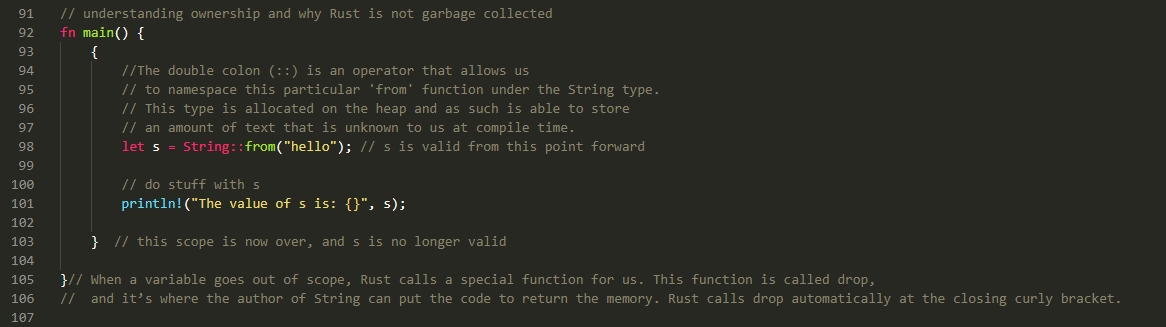 91 // understanding ownership and why Rust is not garbage collected
92 fn main() {
93 {
94 //The double colon (::) is an operator that allows us
95 // to namespace this particular 'from' function under the String type.
96 // This type is allocated on the heap and as such is able to store
97 // an amount of text that is unknown to us at compile time.
98 let s = String::from("hello"); // s is valid from this point forward
99
100 // do stuff with s
101 println!("The value of s is: {}", s);
102
103 } // this scope is now over, and s is no longer valid
104
105 }// When a variable goes out of scope, Rust calls a special function for us. This function is called drop,
106 // and it’s where the author of String can put the code to return the memory. Rust calls drop automatically at the closing curly bracket.
107